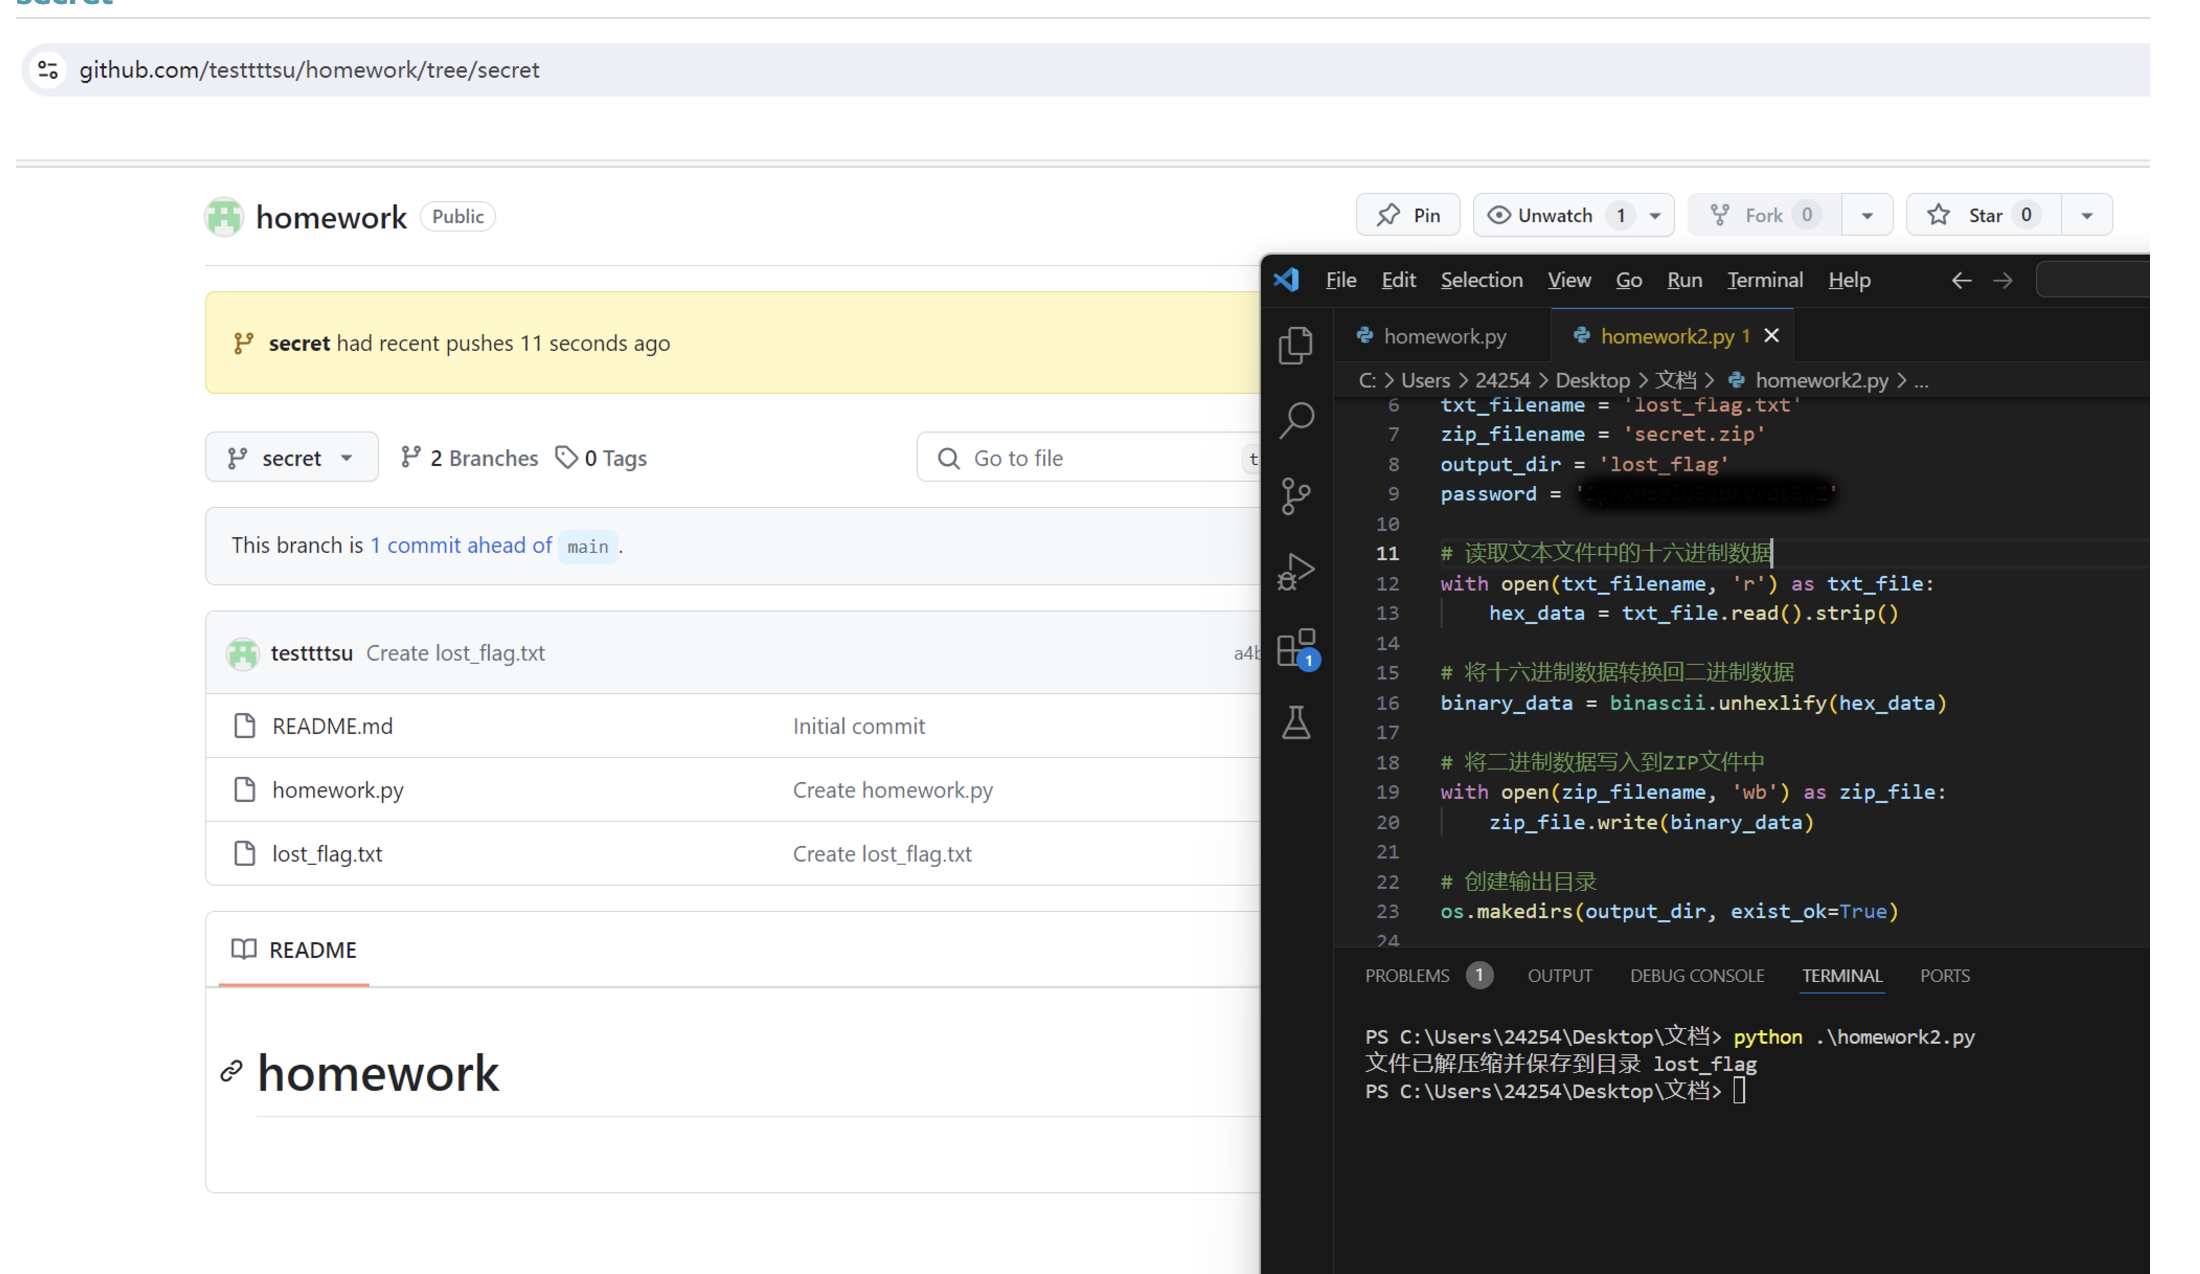 secret
github.com/testtttsu/homework/tree/secret
homework Public
Pin Unwatch 1 Fork 0 Star 0
secret had recent pushes 11 seconds ago
secret 2 Branches 0 Tags Go to file t
This branch is 1 commit ahead of main .
testtttsu Create lost_flag.txt
README.md Initial commit
homework.py Create homework.py
lost_flag.txt Create lost_flag.txt
README
homework
File Edit Selection View Go Run Terminal Help
homework.py homework2.py 1
C: > Users > 24254 > Desktop > 文档 > homework2.py > ...
6 txt_filename = 'lost_flag.txt'
7 zip_filename = 'secret.zip'
8 output_dir = 'lost_flag'
9 password = '
10
11 # 读取文本文件中的十六进制数据
12 with open(txt_filename, 'r') as txt_file:
13 hex_data = txt_file.read().strip()
14
15 # 将十六进制数据转换回二进制数据
16 binary_data = binascii.unhexlify(hex_data)
17
18 # 将二进制数据写入到ZIP文件中
19 with open(zip_filename, 'wb') as zip_file:
20 zip_file.write(binary_data)
21
22 # 创建输出目录
23 os.makedirs(output_dir, exist_ok=True)
24
1
PROBLEMS 1 OUTPUT DEBUG CONSOLE TERMINAL PORTS
PS C:\Users\24254\Desktop\文档> python .\homework2.py
文件已解压缩并保存到目录 lost_flag
PS C:\Users\24254\Desktop\文档>